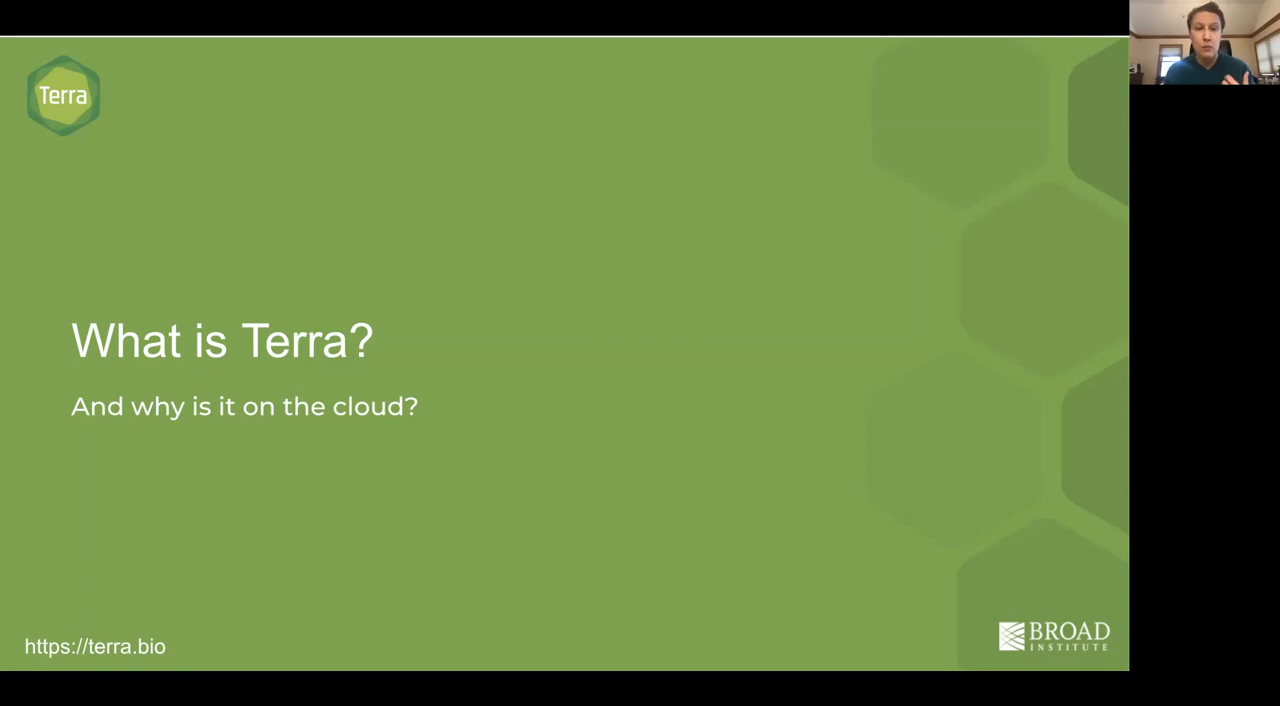 Terra
What is Terra?
And why is it on the cloud?
https://terra.bio
BROAD
INSTITUTE